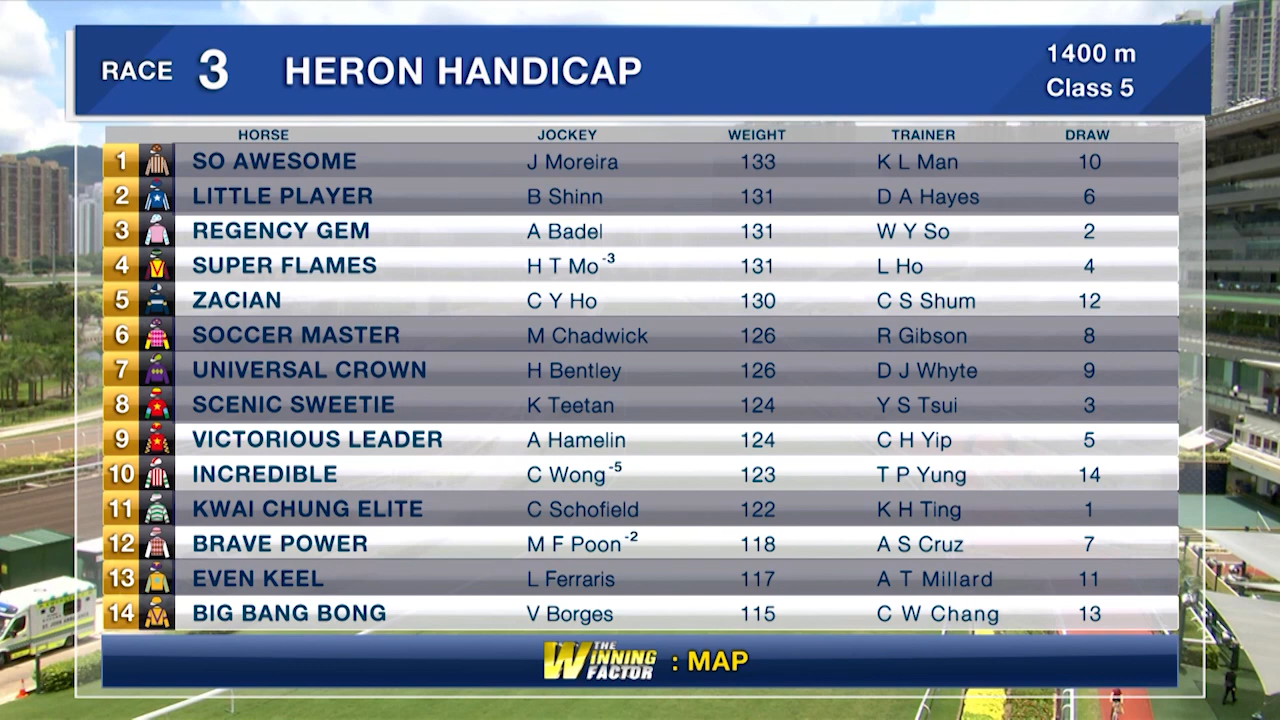 RACE 3 HERON HANDICAP 1400 m
Class 5
HORSE JOCKEY WEIGHT TRAINER DRAW
1 SO AWESOME J Moreira 133 K L Man 10
2 LITTLE PLAYER B Shinn 131 D A Hayes 6
3 REGENCY GEM A Badel 131 W Y So 2
4 SUPER FLAMES H T Mo -3 131 L Ho 4
5 ZACIAN C Y Ho 130 C S Shum 12
6 SOCCER MASTER M Chadwick 126 R Gibson 8
7 UNIVERSAL CROWN H Bentley 126 D J Whyte 9
8 SCENIC SWEETIE K Teetan 124 Y S Tsui 3
9 VICTORIOUS LEADER A Hamelin 124 C H Yip 5
10 INCREDIBLE C Wong -5 123 T P Yung 14
11 KWAI CHUNG ELITE C Schofield 122 K H Ting 1
12 BRAVE POWER M F Poon -2 118 A S Cruz 7
13 EVEN KEEL L Ferraris 117 A T Millard 11
14 BIG BANG BONG V Borges 115 C W Chang 13
THE WINNING FACTOR : MAP